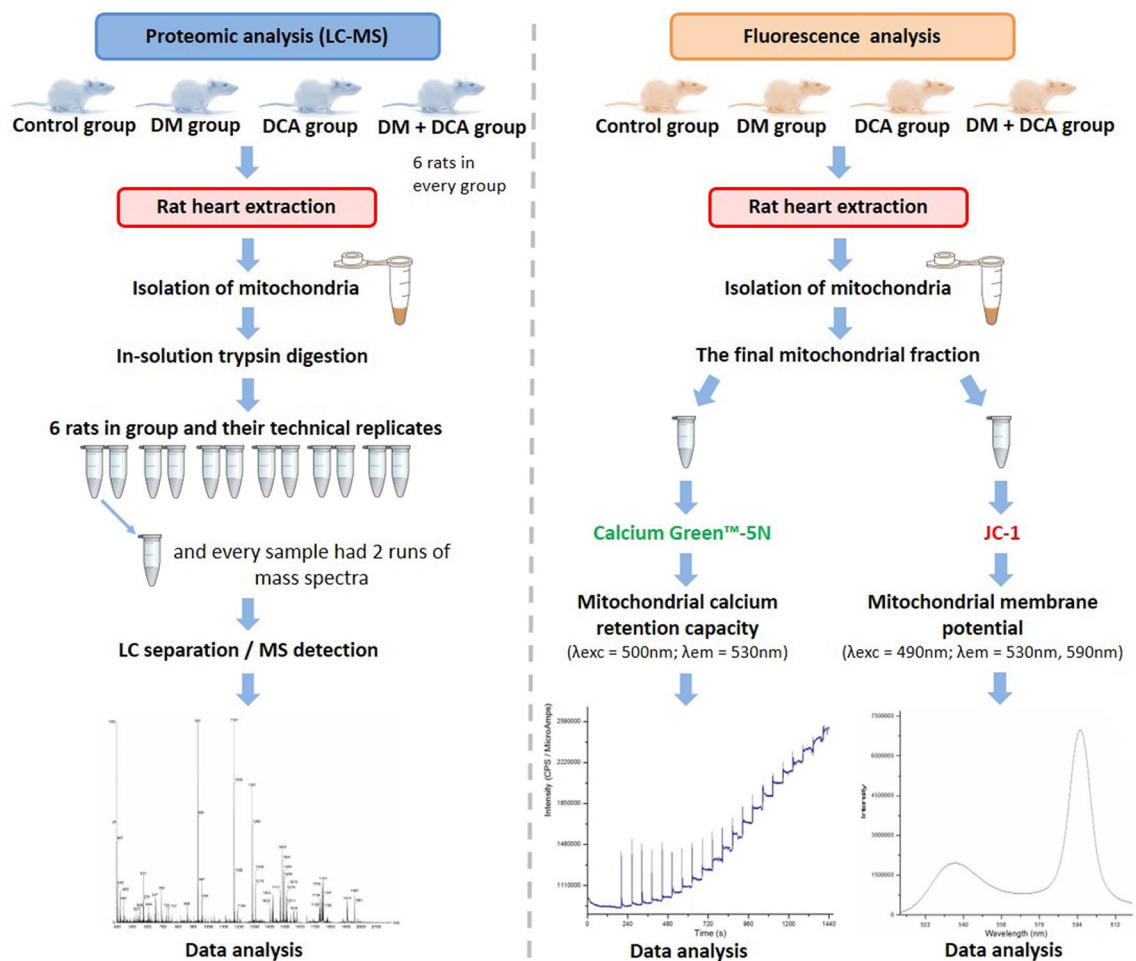 Proteomic analysis (LC-MS)
Control group DM group DCA group DM + DCA group
6 rats in
every group
Rat heart extraction
Isolation of mitochondria
In-solution trypsin digestion
6 rats in group and their technical replicates
and every sample had 2 runs of
mass spectra
LC separation / MS detection
Data analysis
Fluorescence analysis
Control group DM group DCA group DM + DCA group
Rat heart extraction
Isolation of mitochondria
The final mitochondrial fraction
Calcium Green™-5N
Mitochondrial calcium
retention capacity
(λexc = 500nm; λem = 530nm)
Intensity (CPS / MicroAmps)
2590000
2220000
1850000
1480000
1110000
0 240 480 720 960 1200 1440
Time (s)
Data analysis
JC-1
Mitochondrial membrane
potential
(λexc = 490nm; λem = 530nm, 590nm)
Intensity
7500000
6000000
4500000
3000000
1500000
0
522 540 558 576 594 612
Wavelength (nm)
Data analysis